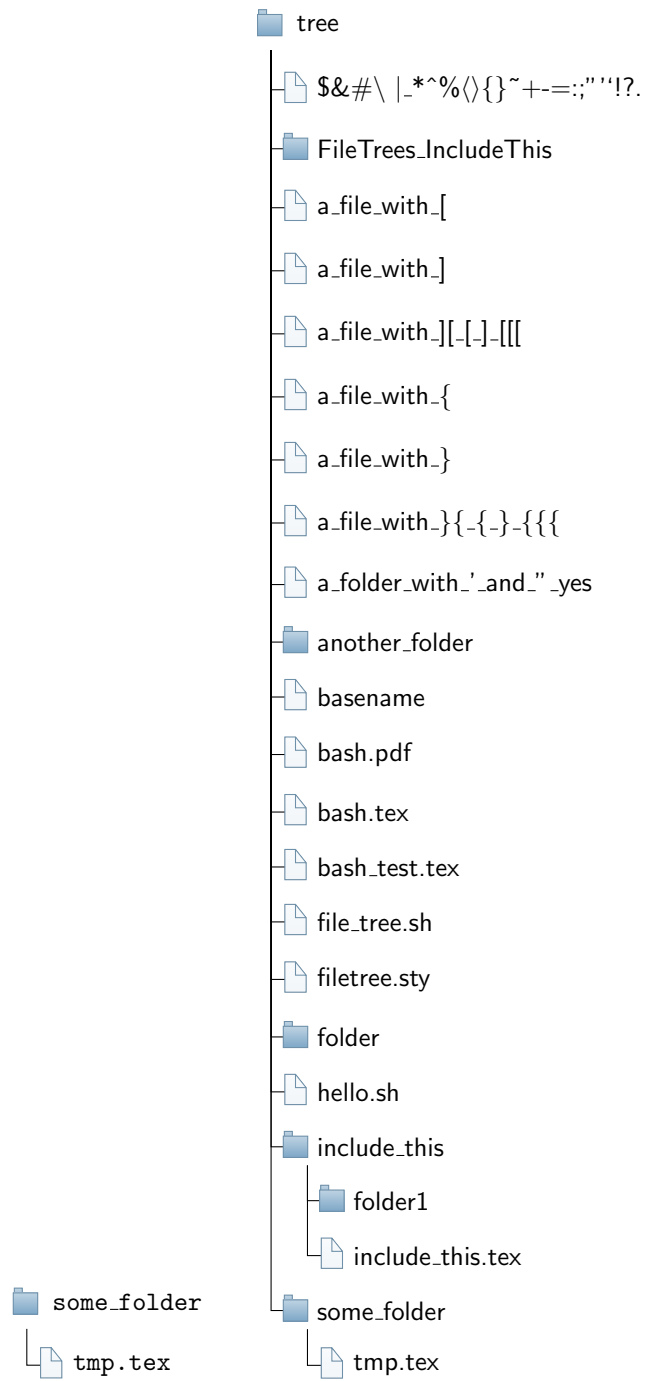 tree
$&#\ |_*^%⟨⟩{}~+-=:;"'`!?.
FileTrees_IncludeThis
a_file_with_[
a_file_with_]
a_file_with_][_[_]_[[[
a_file_with_{
a_file_with_}
a_file_with_}{_{_}_{{{
a_folder_with_'_and_"_yes
another_folder
basename
bash.pdf
bash.tex
bash_test.tex
file_tree.sh
filetree.sty
folder
hello.sh
include_this
folder1
include_this.tex
some_folder
tmp.tex
some_folder
tmp.tex